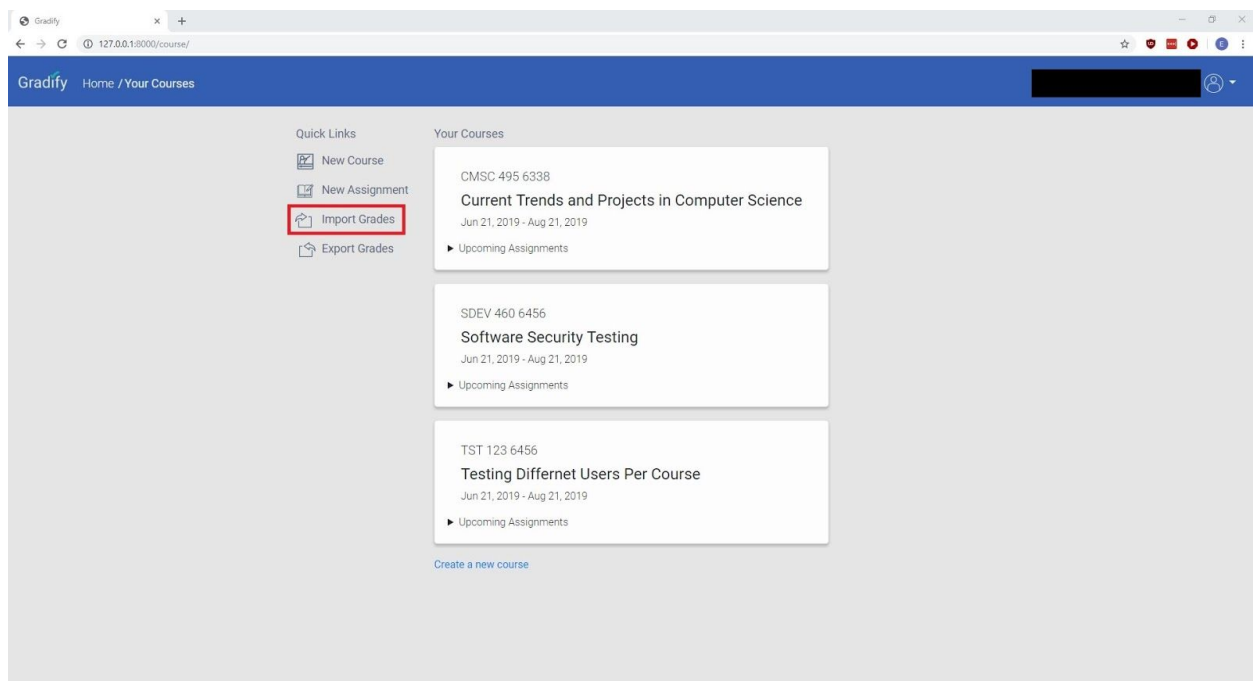 Gradify
127.0.0.1:8000/course/
E
Gradify Home / Your Courses
Quick Links
New Course
New Assignment
Import Grades
Export Grades
Your Courses
CMSC 495 6338
Current Trends and Projects in Computer Science
Jun 21, 2019 - Aug 21, 2019
Upcoming Assignments
SDEV 460 6456
Software Security Testing
Jun 21, 2019 - Aug 21, 2019
Upcoming Assignments
TST 123 6456
Testing Differnet Users Per Course
Jun 21, 2019 - Aug 21, 2019
Upcoming Assignments
Create a new course